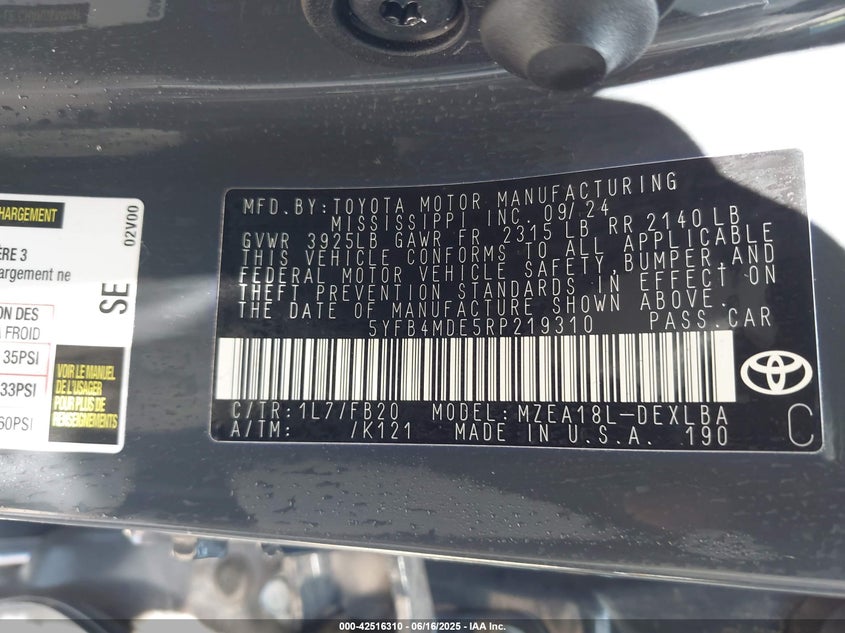 HARGEMENT
ÈRE 3
argement ne
ON DES
A FROID
35PSI
33PSI
60PSI
02V00
SE
VOIR LE MANUEL
DE L'USAGER
POUR PLUS DE
RENSEIGNEMENTS
MFD.BY:TOYOTA MOTOR MANUFACTURING
MISSISSIPPI INC. 09/24
GVWR 3925LB GAWR FR 2315 LB RR 2140 LB
THIS VEHICLE CONFORMS TO ALL APPLICABLE
FEDERAL MOTOR VEHICLE SAFETY, BUMPER, AND
THEFT PREVENTION STANDARDS IN EFFECT ON
THE DATE OF MANUFACTURE SHOWN ABOVE.
5YFB4MDE5RP219310 PASS.CAR
C/TR:1L7/FB20 MODEL:MZEA18L-DEXLBA
A/TM: /K121 MADE IN U.S.A. 190
C
000-42516310 - 06/16/2025 - IAA Inc.